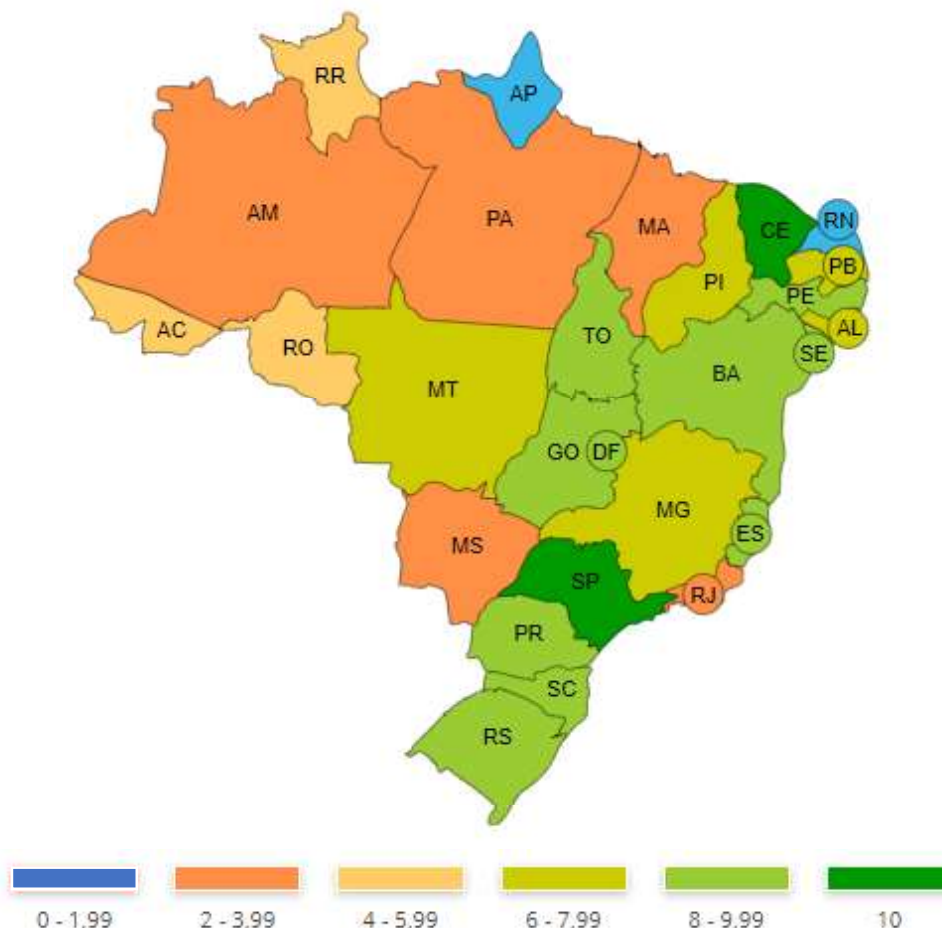 RR
AP
AM
PA
MA
CE
RN
PI
PB
PE
AC
RO
TO
AL
SE
MT
BA
GO
DF
MG
ES
MS
SP
RJ
PR
SC
RS
0 - 1.99
2 - 3.99
4 - 5.99
6 - 7.99
8 - 9.99
10